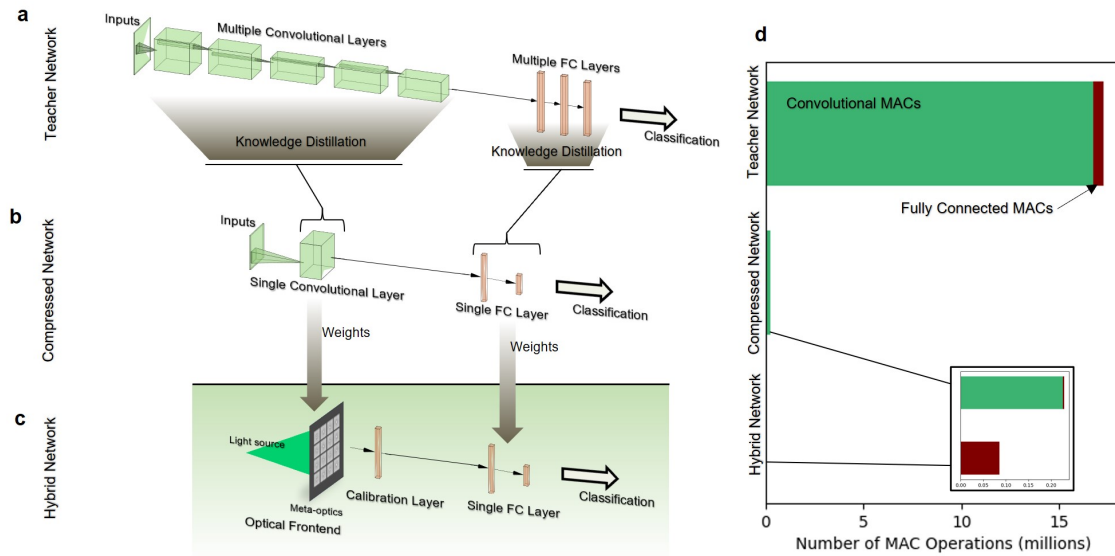 a
Teacher Network
Inputs
Multiple Convolutional Layers
Multiple FC Layers
Classification
Knowledge Distillation
Knowledge Distillation
b
Compressed Network
Inputs
Single Convolutional Layer
Single FC Layer
Classification
Weights
Weights
c
Hybrid Network
Light source
Meta-optics
Optical Frontend
Calibration Layer
Single FC Layer
Classification
d
Teacher Network
Compressed Network
Hybrid Network
Convolutional MACs
Fully Connected MACs
0.00 0.05 0.10 0.15 0.20
0 5 10 15
Number of MAC Operations (millions)